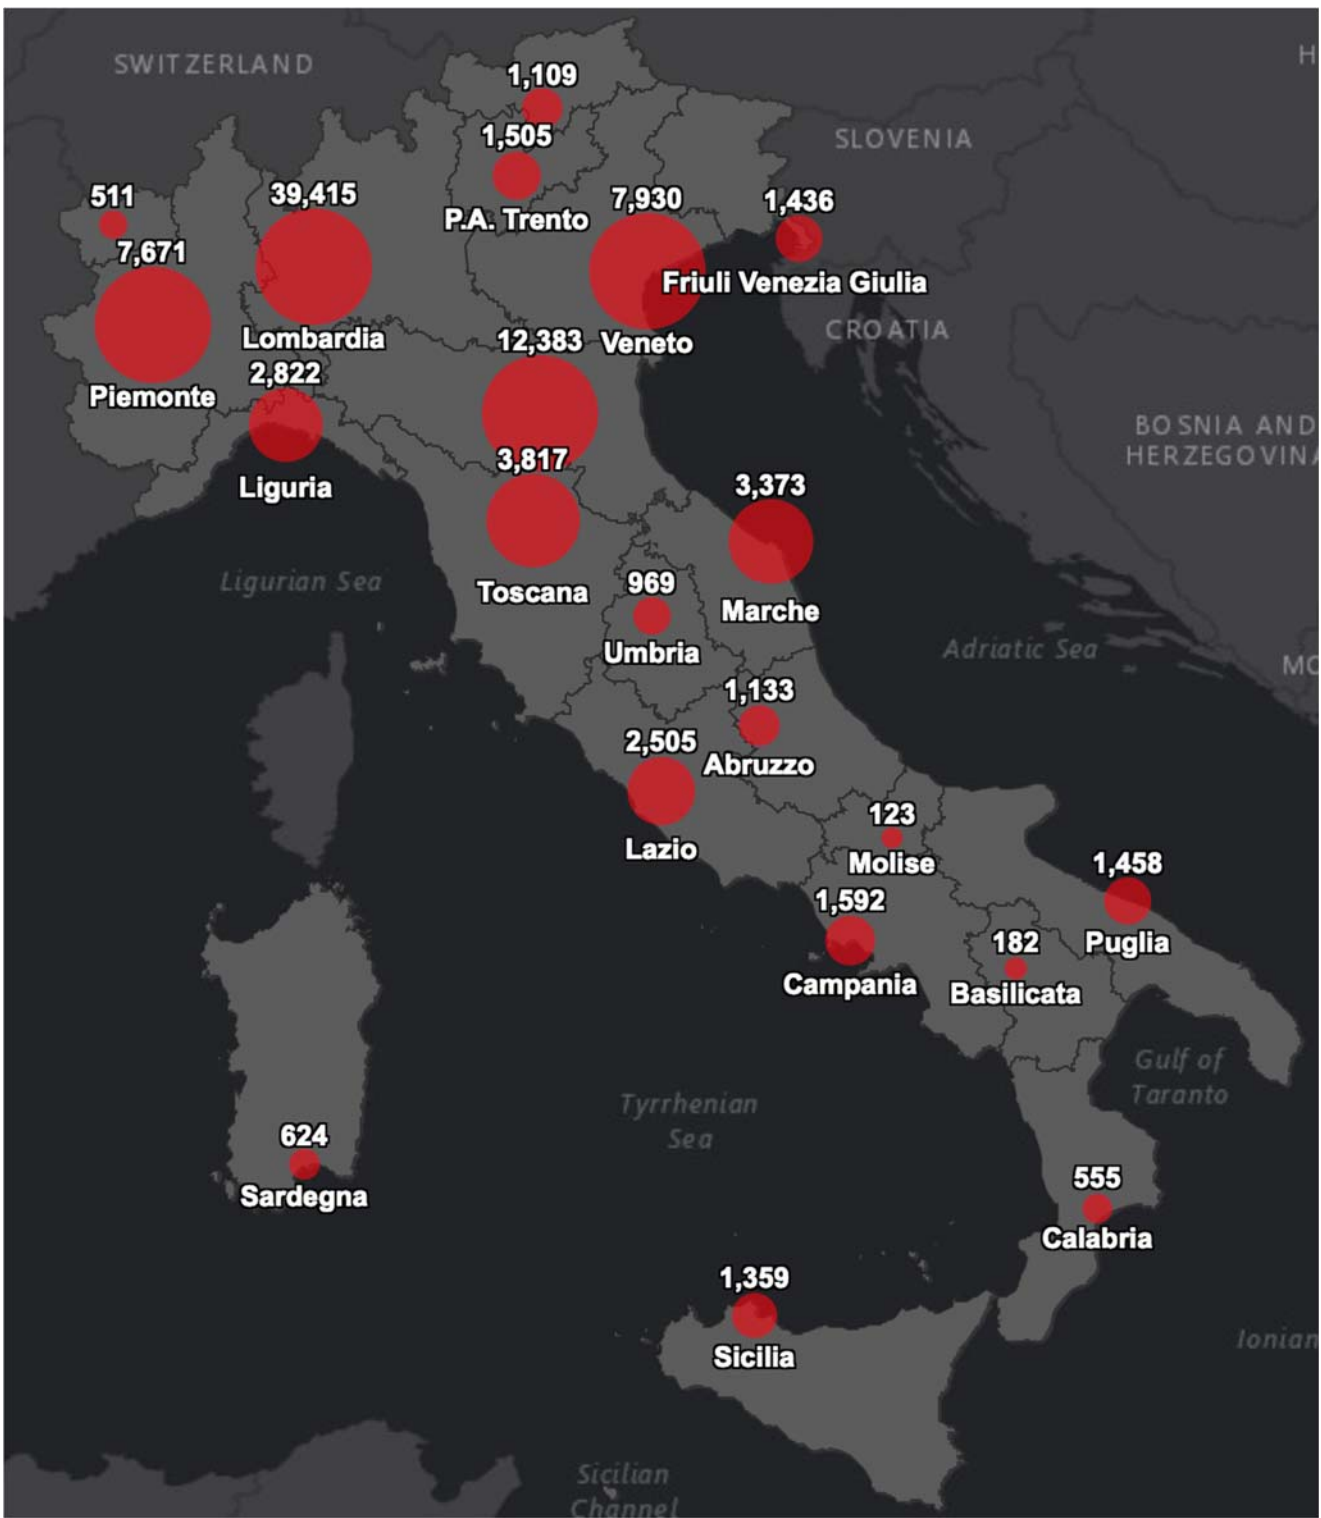 SWITZERLAND
H
1,109
1,505
P.A. Trento
SLOVENIA
511
39,415
7,930
1,436
7,671
Friuli Venezia Giulia
Lombardia
12,383
Veneto
CROATIA
2,822
Piemonte
BOSNIA AND
HERZEGOVINA
3,817
Liguria
3,373
Ligurian Sea
Toscana
969
Marche
Umbria
Adriatic Sea
MO
1,133
2,505
Abruzzo
123
Lazio
Molise
1,458
1,592
182
Puglia
Campania
Basilicata
Gulf of
Taranto
Tyrrhenian
Sea
624
Sardegna
555
Calabria
1,359
Sicilia
Ionian
Sicilian
Channel